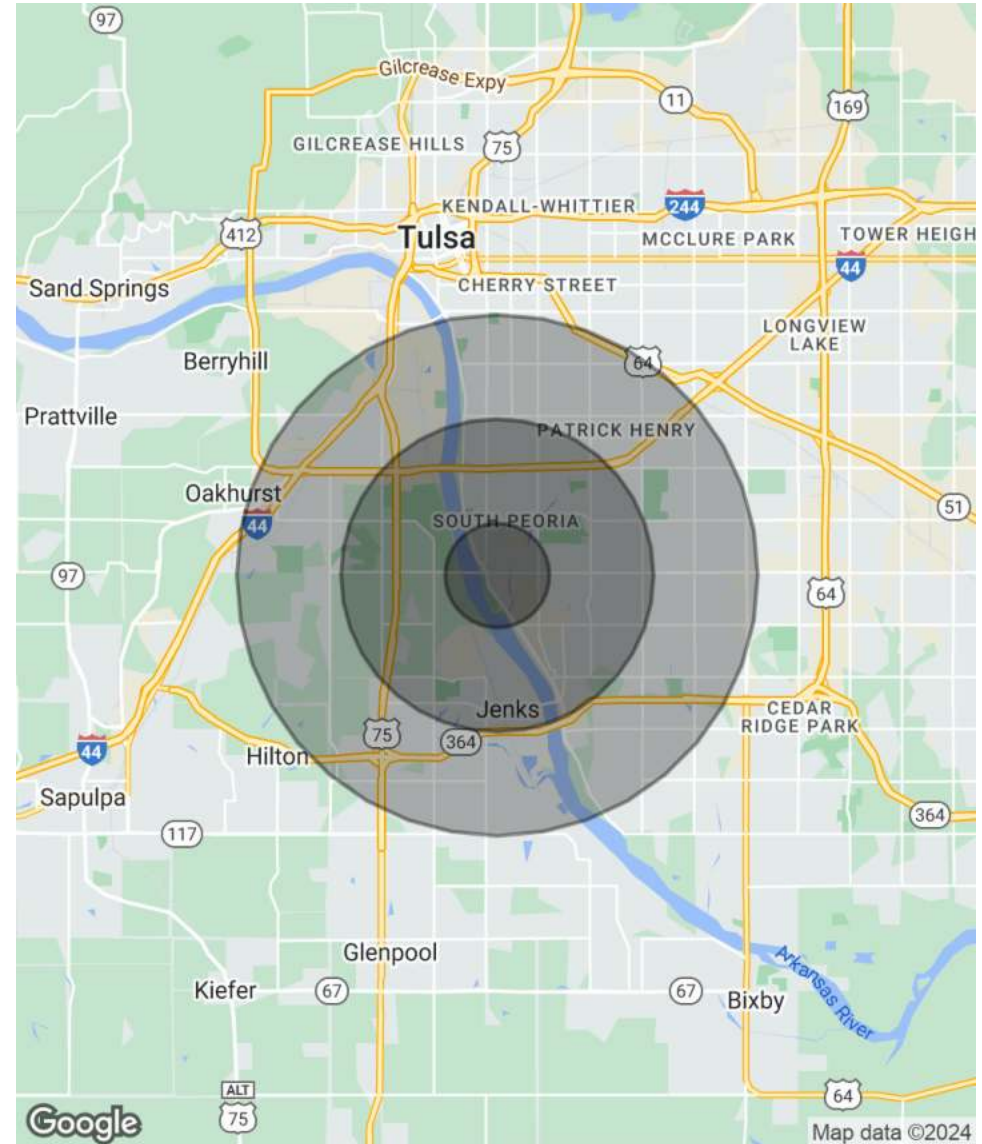 97
Gilcrease Expy
11
169
GILCREASE HILLS
75
KENDALL-WHITTIER
244
412
Tulsa
MCCLURE PARK
TOWER HEIGH
44
Sand Springs
CHERRY STREET
LONGVIEW
LAKE
Berryhill
64
Prattville
PATRICK HENRY
Oakhurst
44
SOUTH PEORIA
51
97
64
Jenks
CEDAR
RIDGE PARK
75
364
44
Hilton
Sapulpa
364
117
Glenpool
Kiefer
67
67
Bixby
Arkansas River
ALT
75
64
Google
Map data ©2024